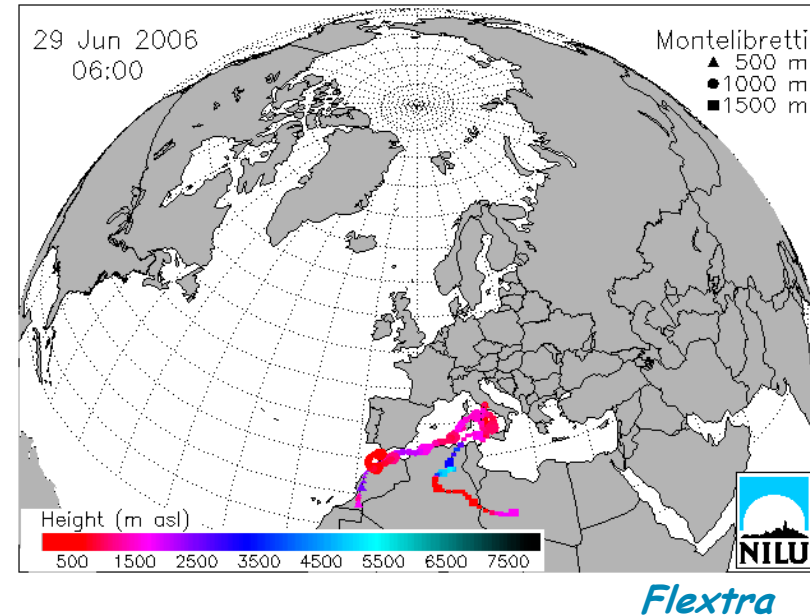 29 Jun 2006
06:00
Montelibretti
▲ 500 m
● 1000 m
■ 1500 m
Height (m asl)
500 1500 2500 3500 4500 5500 6500 7500
NILU
Flextra